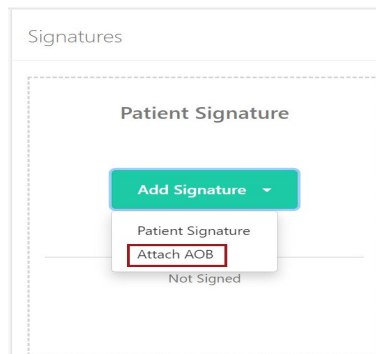 Signatures
Patient Signature
Add Signature
Patient Signature
Attach AOB
Not Signed